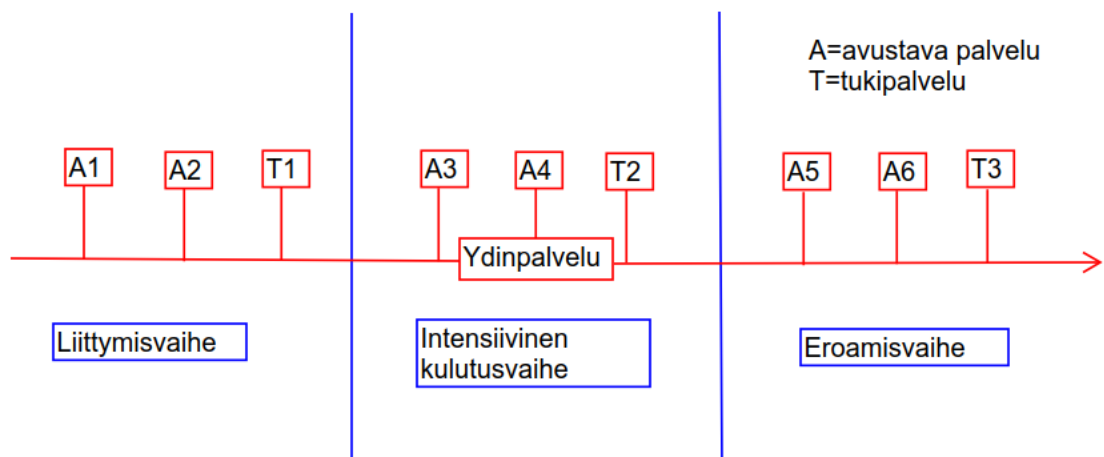 A=avustava palvelu
T=tukipalvelu
A1
A2
T1
A3
A4
T2
A5
A6
T3
Ydinpalvelu
Liittymisvaihe
Intensiivinen
kulutusvaihe
Eroamisvaihe